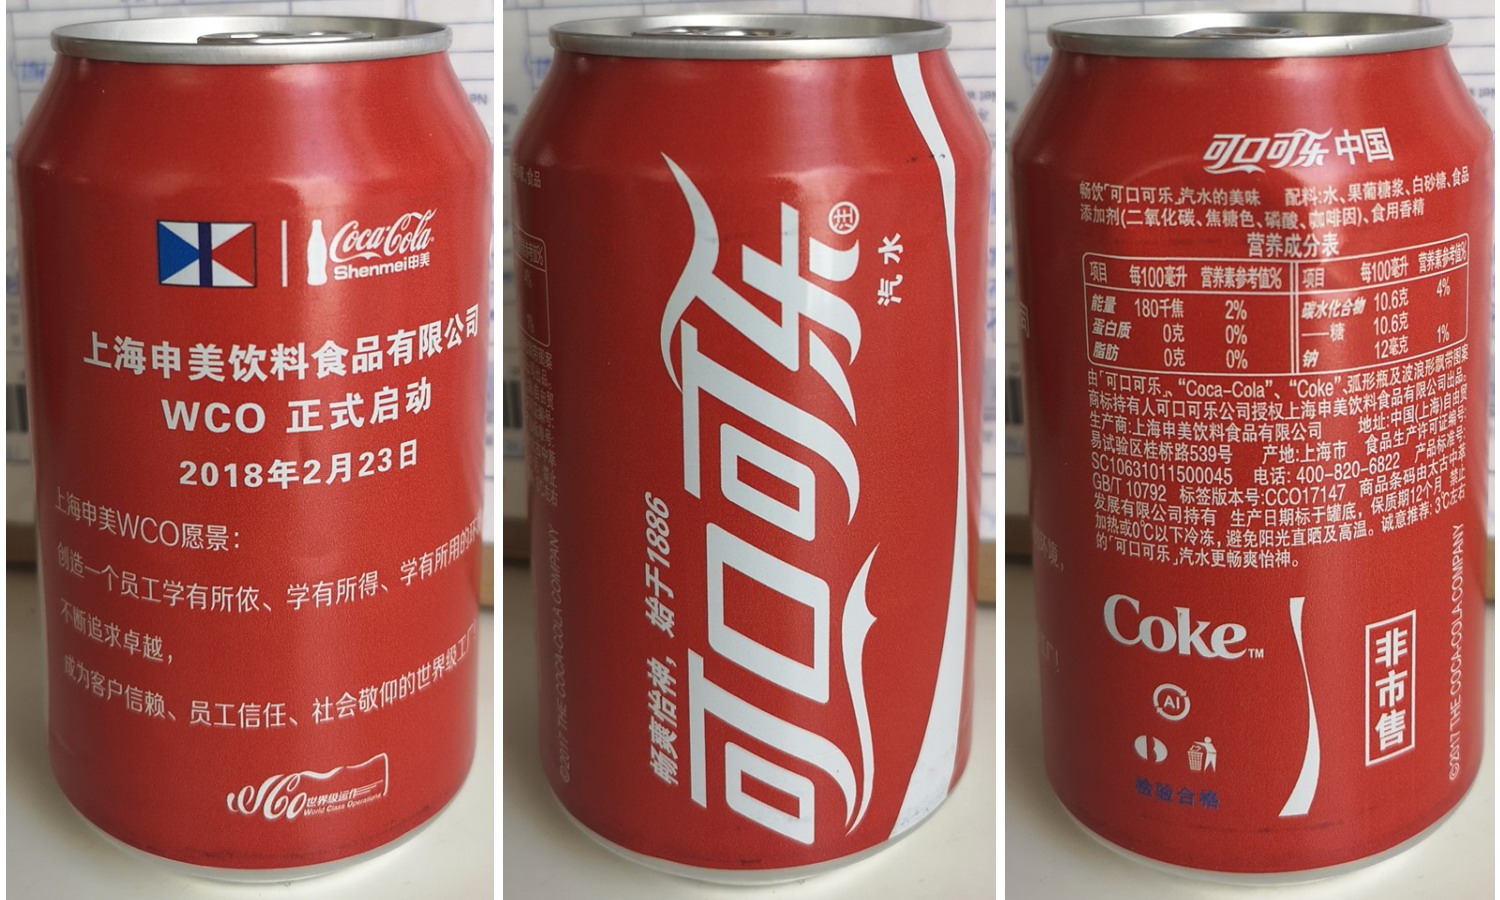 Coca-Cola
Shenmei申美
上海申美饮料食品有限公司
WCO 正式启动
2018年2月23日
上海申美WCO愿景：
创造一个员工学有所依、学有所得、学有所用的环
不断追求卓越，
成为客户信赖、员工信任、社会敬仰的世界级工厂
WCO世界级运作
World Class Operations
可口可乐
汽水
畅爽怡神，始于1886
©2017 THE COCA-COLA COMPANY
可口可乐中国
畅饮「可口可乐」汽水的美味 配料:水、果葡糖浆、白砂糖、食品
添加剂(二氧化碳、焦糖色、磷酸、咖啡因)、食用香精
营养成分表
项目 每100毫升 营养素参考值% 项目 每100毫升 营养素参考值%
能量 180千焦 2% 碳水化合物 10.6克 4%
蛋白质 0克 0% —糖 10.6克
脂肪 0克 0% 钠 12毫克 1%
由「可口可乐」、“Coca-Cola”、“Coke”、弧形瓶及波浪形飘带图案
商标持有人可口可乐公司授权上海申美饮料食品有限公司出品。
生产商:上海申美饮料食品有限公司 地址:中国(上海)自由贸
易试验区桂桥路539号 产地:上海市 食品生产许可证编号:
SC10631011500045 电话: 400-820-6822 产品标准号:
GB/T 10792 标签版本号:CCO17147 商品条码由太古中萃
发展有限公司持有 生产日期标于罐底，保质期12个月 禁止
加热或0℃以下冷冻，避免阳光直晒及高温。诚意推荐: 3℃左右
的「可口可乐」汽水更畅爽怡神。
Coke™
Al
非市售
检验合格
©2017 THE COCA-COLA COMPANY